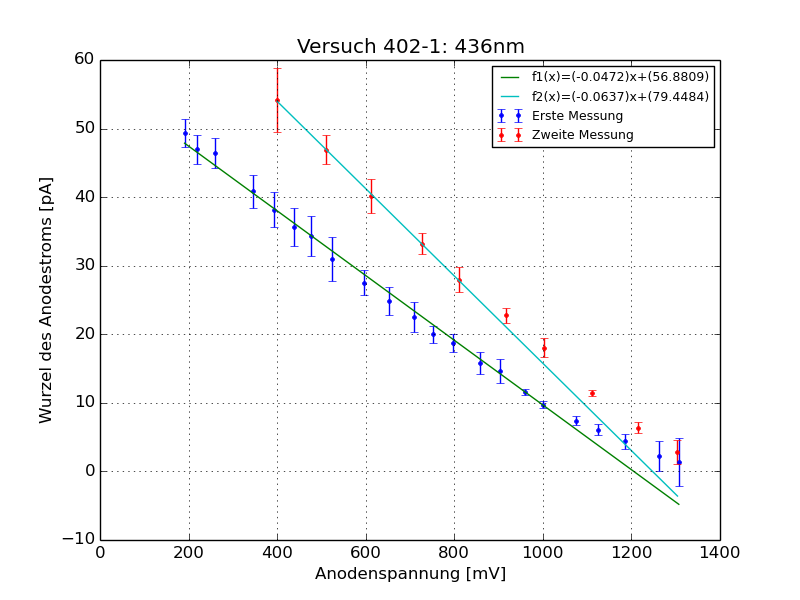 Versuch 402-1: 436nm
f1(x)=(-0.0472)x+(56.8809)
f2(x)=(-0.0637)x+(79.4484)
Erste Messung
Zweite Messung
Wurzel des Anodestroms [pA]
60
50
40
30
20
10
0
−10
0 200 400 600 800 1000 1200 1400
Anodenspannung [mV]